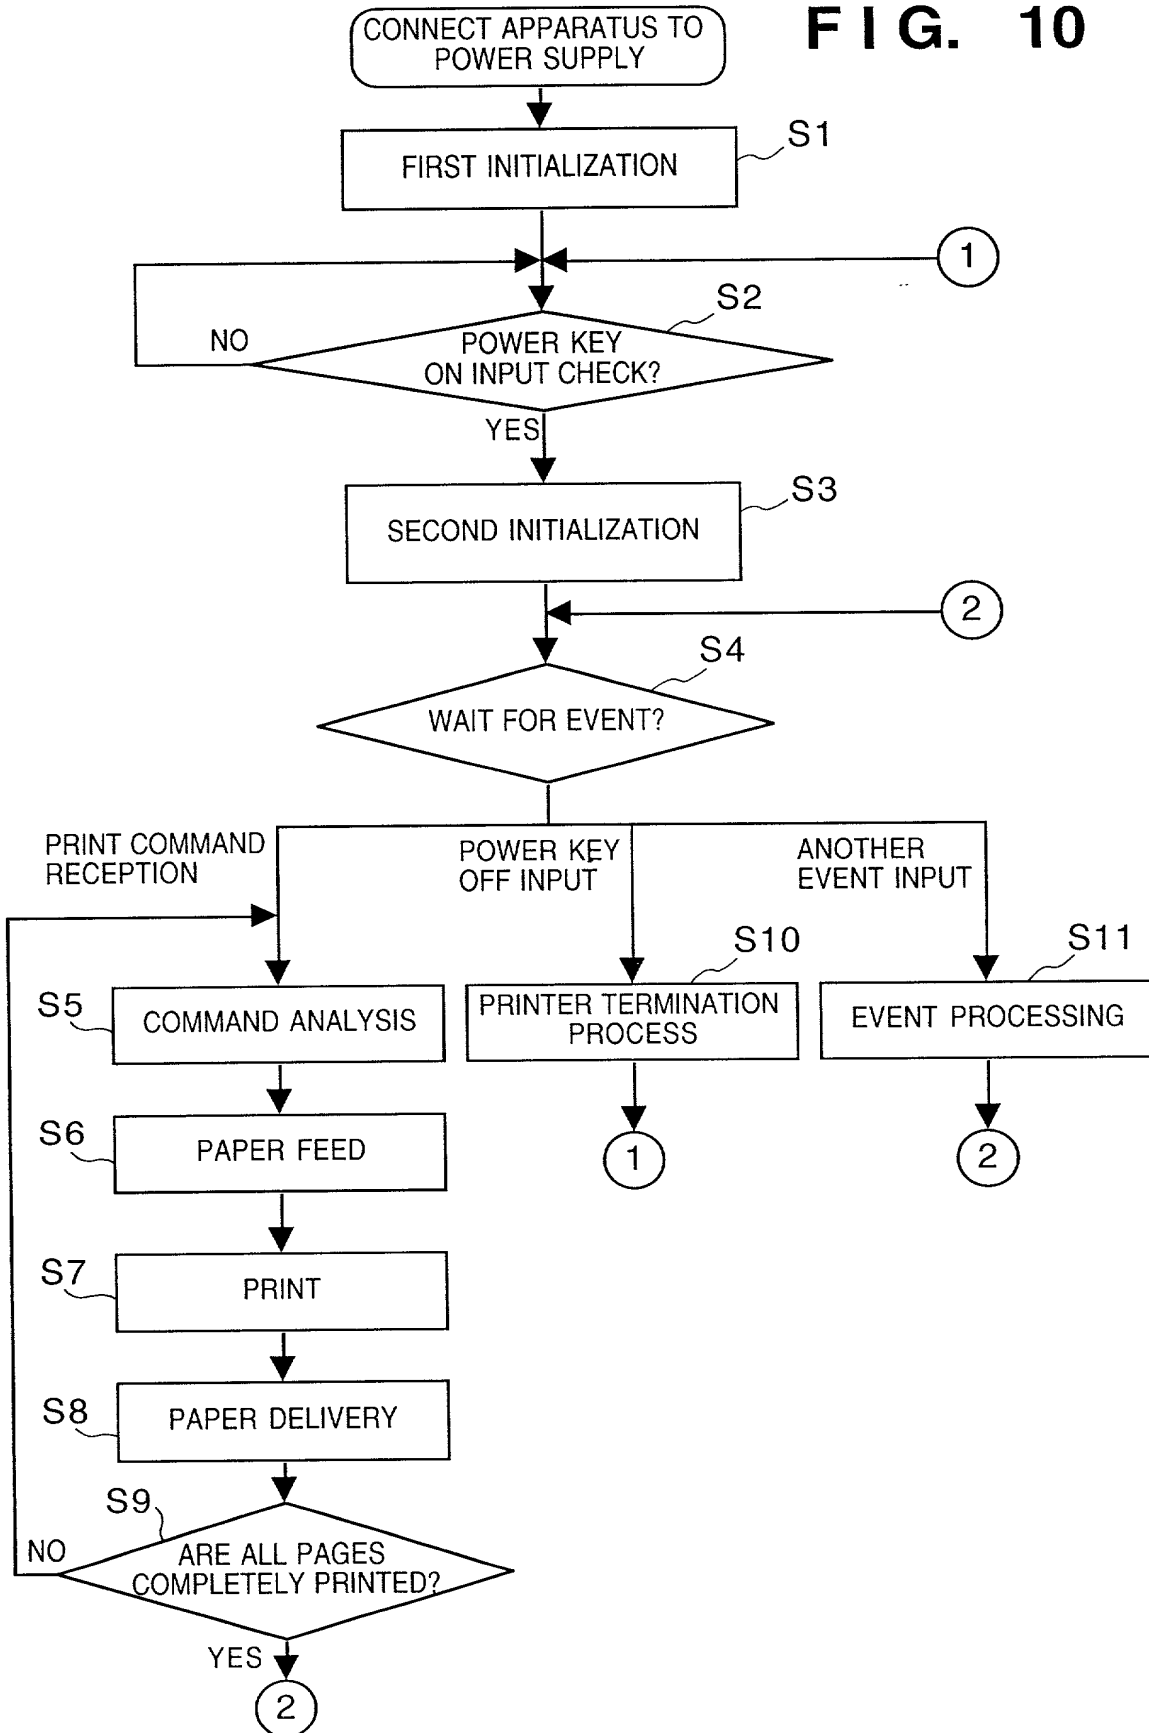 FIG. 10
CONNECT APPARATUS TO
POWER SUPPLY
S1
FIRST INITIALIZATION
1
S2
NO
POWER KEY
ON INPUT CHECK?
YES
S3
SECOND INITIALIZATION
2
S4
WAIT FOR EVENT?
PRINT COMMAND
RECEPTION
POWER KEY
OFF INPUT
ANOTHER
EVENT INPUT
S5
COMMAND ANALYSIS
S10
PRINTER TERMINATION
PROCESS
S11
EVENT PROCESSING
S6
PAPER FEED
1
2
S7
PRINT
S8
PAPER DELIVERY
S9
NO
ARE ALL PAGES
COMPLETELY PRINTED?
YES
2